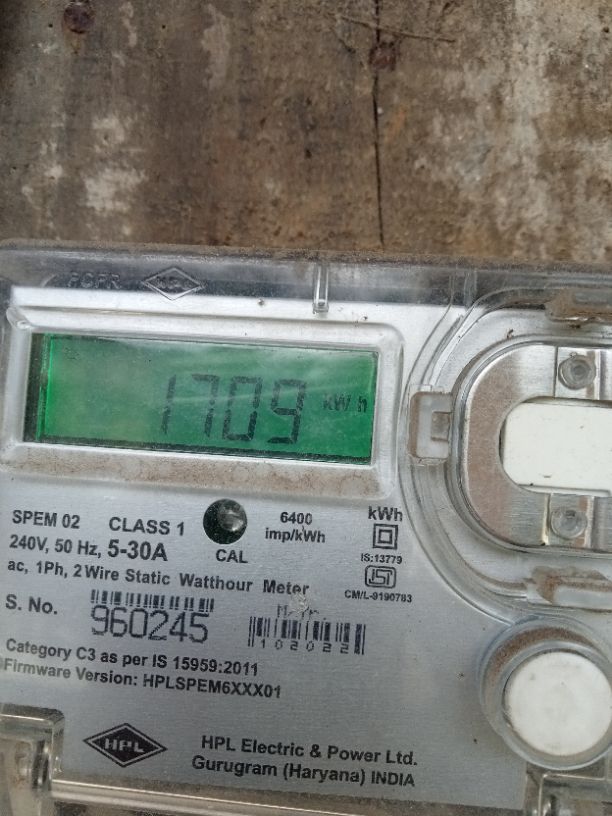 1709 kWh
SPEM 02 CLASS 1
240V, 50 Hz, 5-30A
CAL
6400
imp/kWh
kWh
IS:13779
CM/L-9190783
ac, 1Ph, 2 Wire Static Watthour Meter
S. No. 960245
M-Yr.
102022
Category C3 as per IS 15959:2011
Firmware Version: HPLSPEM6XXX01
HPL
HPL Electric & Power Ltd.
Gurugram (Haryana) INDIA